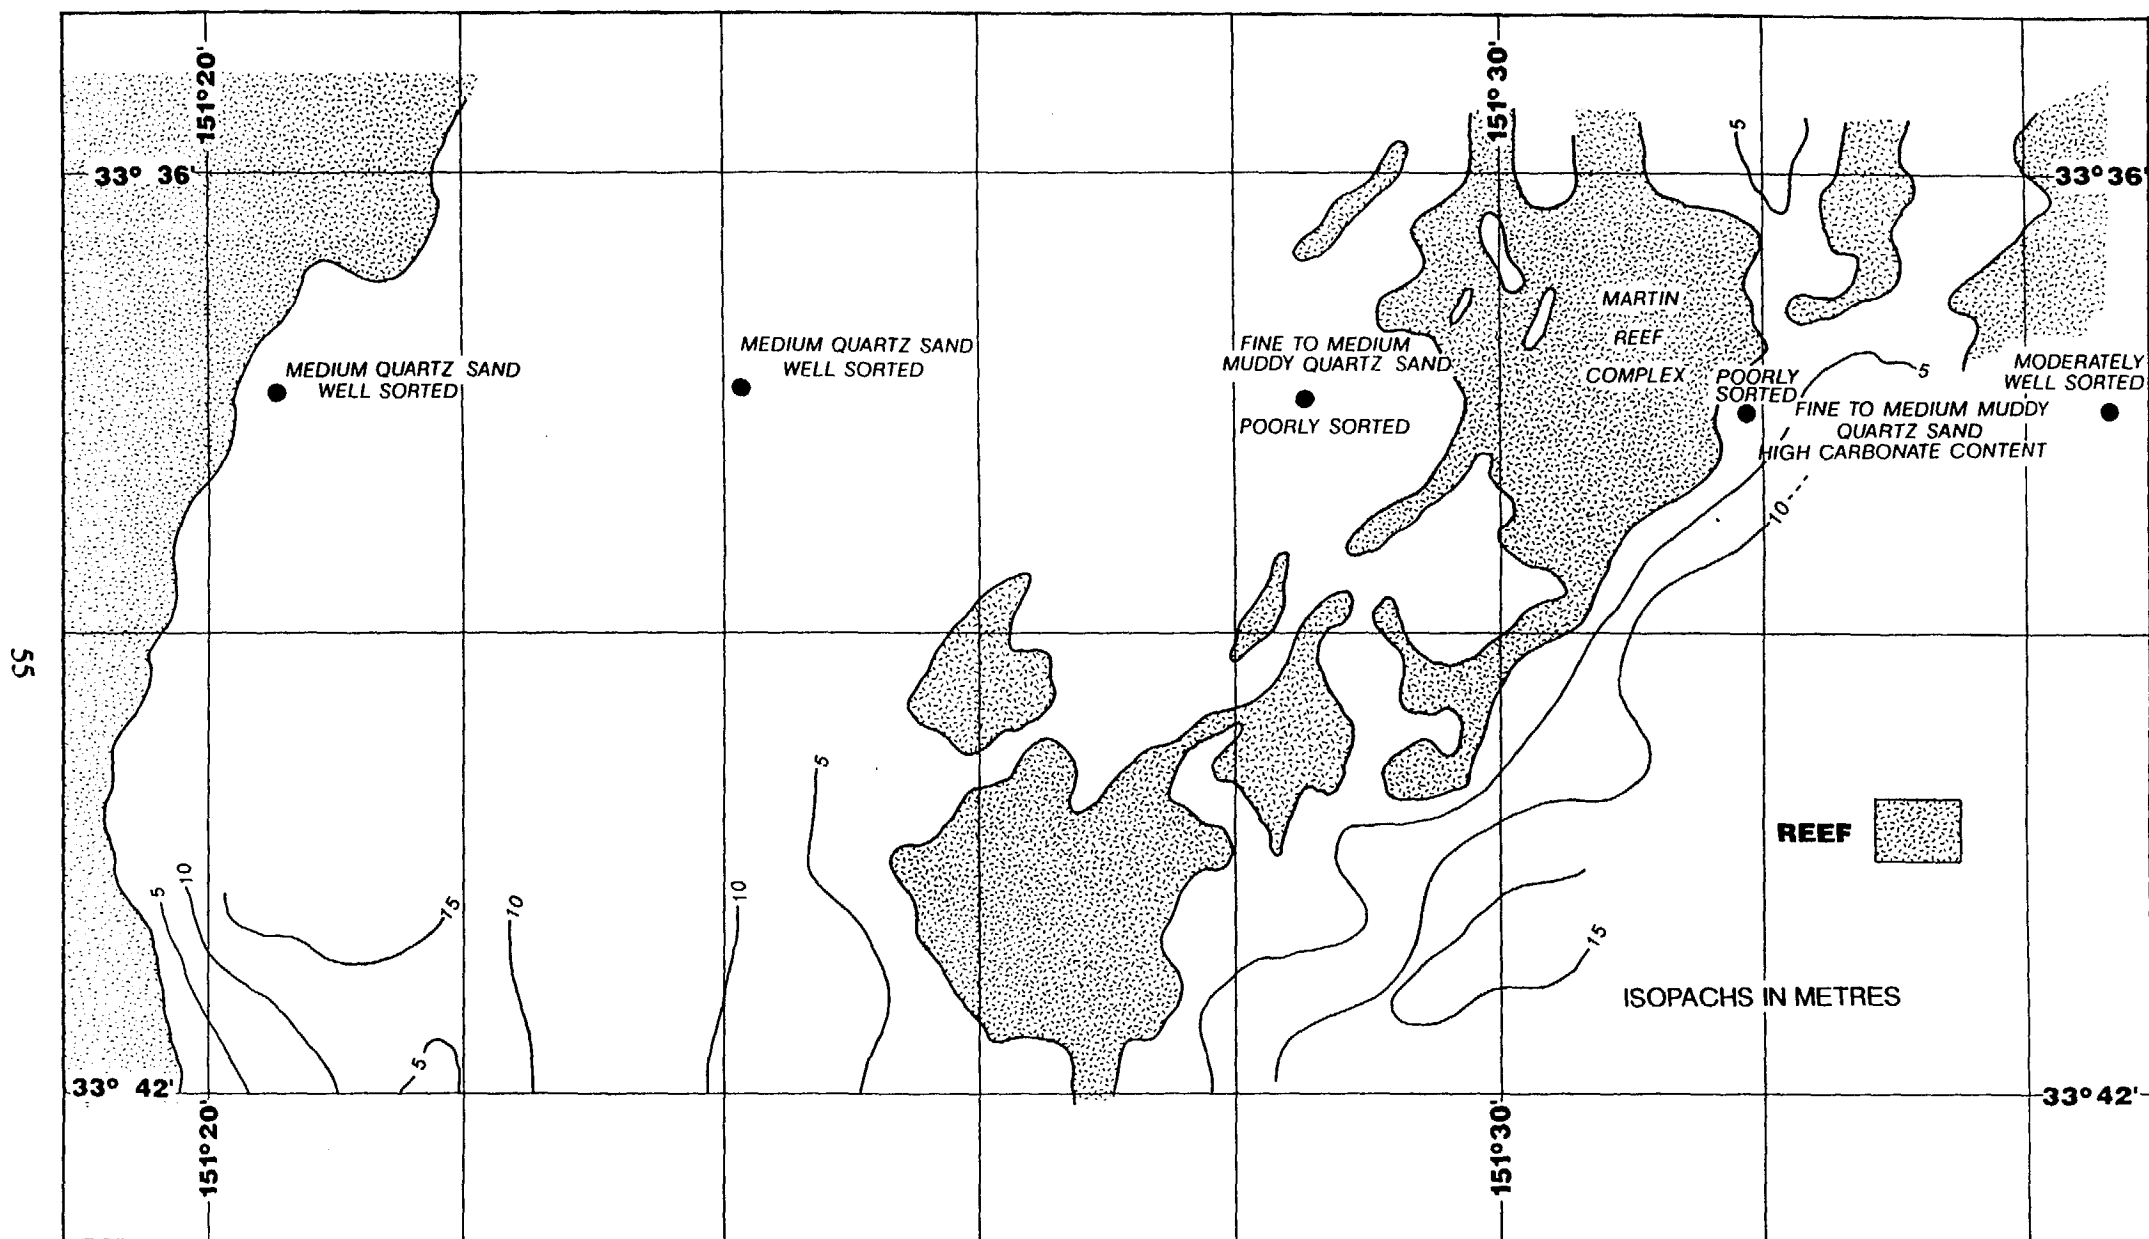 151°20'
151° 30'
5
33° 36'
33° 36'
MARTIN
REEF
COMPLEX
MEDIUM QUARTZ SAND
WELL SORTED
MEDIUM QUARTZ SAND
WELL SORTED
FINE TO MEDIUM
MUDDY QUARTZ SAND
POORLY SORTED
POORLY
SORTED
5
MODERATELY
WELL SORTED
FINE TO MEDIUM MUDDY
QUARTZ SAND
HIGH CARBONATE CONTENT
10
55
5
REEF
5
10
15
10
10
15
ISOPACHS IN METRES
5
33° 42'
33° 42'
151°20'
151°30'